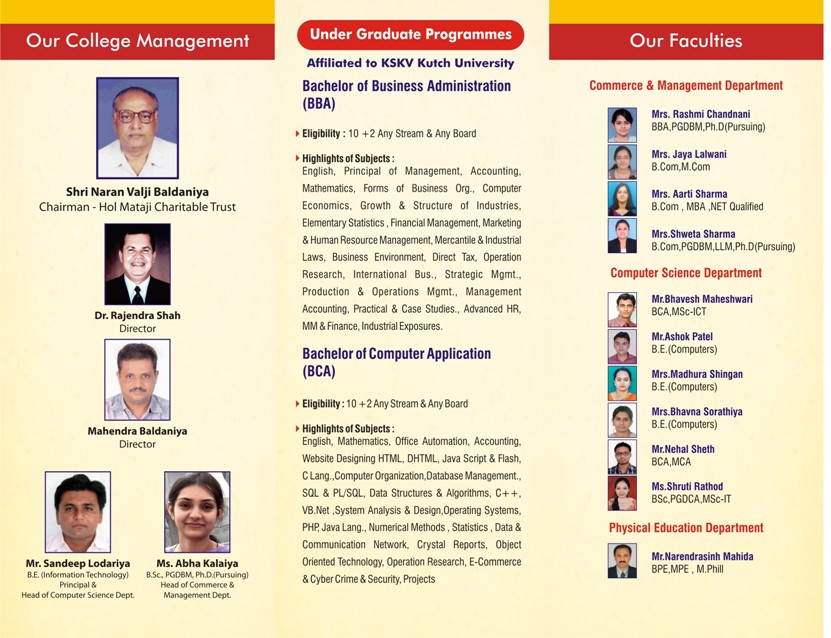 Our College Management
Shri Naran Valji Baldaniya
Chairman - Hol Mataji Charitable Trust
Dr. Rajendra Shah
Director
Mahendra Baldaniya
Director
Mr. Sandeep Lodariya
B.E. (Information Technology)
Principal &
Head of Computer Science Dept.
Ms. Abha Kalaiya
B.Sc., PGDBM, Ph.D.(Pursuing)
Head of Commerce &
Management Dept.
Under Graduate Programmes
Affiliated to KSKV Kutch University
Bachelor of Business Administration
(BBA)
Eligibility : 10 +2 Any Stream & Any Board
Highlights of Subjects :
English, Principal of Management, Accounting,
Mathematics, Forms of Business Org., Computer
Economics, Growth & Structure of Industries,
Elementary Statistics , Financial Management, Marketing
& Human Resource Management, Mercantile & Industrial
Laws, Business Environment, Direct Tax, Operation
Research, International Bus., Strategic Mgmt.,
Production & Operations Mgmt., Management
Accounting, Practical & Case Studies., Advanced HR,
MM & Finance, Industrial Exposures.
Bachelor of Computer Application
(BCA)
Eligibility : 10 +2 Any Stream & Any Board
Highlights of Subjects :
English, Mathematics, Office Automation, Accounting,
Website Designing HTML, DHTML, Java Script & Flash,
C Lang.,Computer Organization,Database Management.,
SQL & PL/SQL, Data Structures & Algorithms, C++,
VB.Net ,System Analysis & Design,Operating Systems,
PHP, Java Lang., Numerical Methods , Statistics , Data &
Communication Network, Crystal Reports, Object
Oriented Technology, Operation Research, E-Commerce
& Cyber Crime & Security, Projects
Our Faculties
Commerce & Management Department
Mrs. Rashmi Chandnani
BBA,PGDBM,Ph.D(Pursuing)
Mrs. Jaya Lalwani
B.Com,M.Com
Mrs. Aarti Sharma
B.Com , MBA ,NET Qualified
Mrs.Shweta Sharma
B.Com,PGDBM,LLM,Ph.D(Pursuing)
Computer Science Department
Mr.Bhavesh Maheshwari
BCA,MSc-ICT
Mr.Ashok Patel
B.E.(Computers)
Mrs.Madhura Shingan
B.E.(Computers)
Mrs.Bhavna Sorathiya
B.E.(Computers)
Mr.Nehal Sheth
BCA,MCA
Ms.Shruti Rathod
BSc,PGDCA,MSc-IT
Physical Education Department
Mr.Narendrasinh Mahida
BPE,MPE , M.Phill